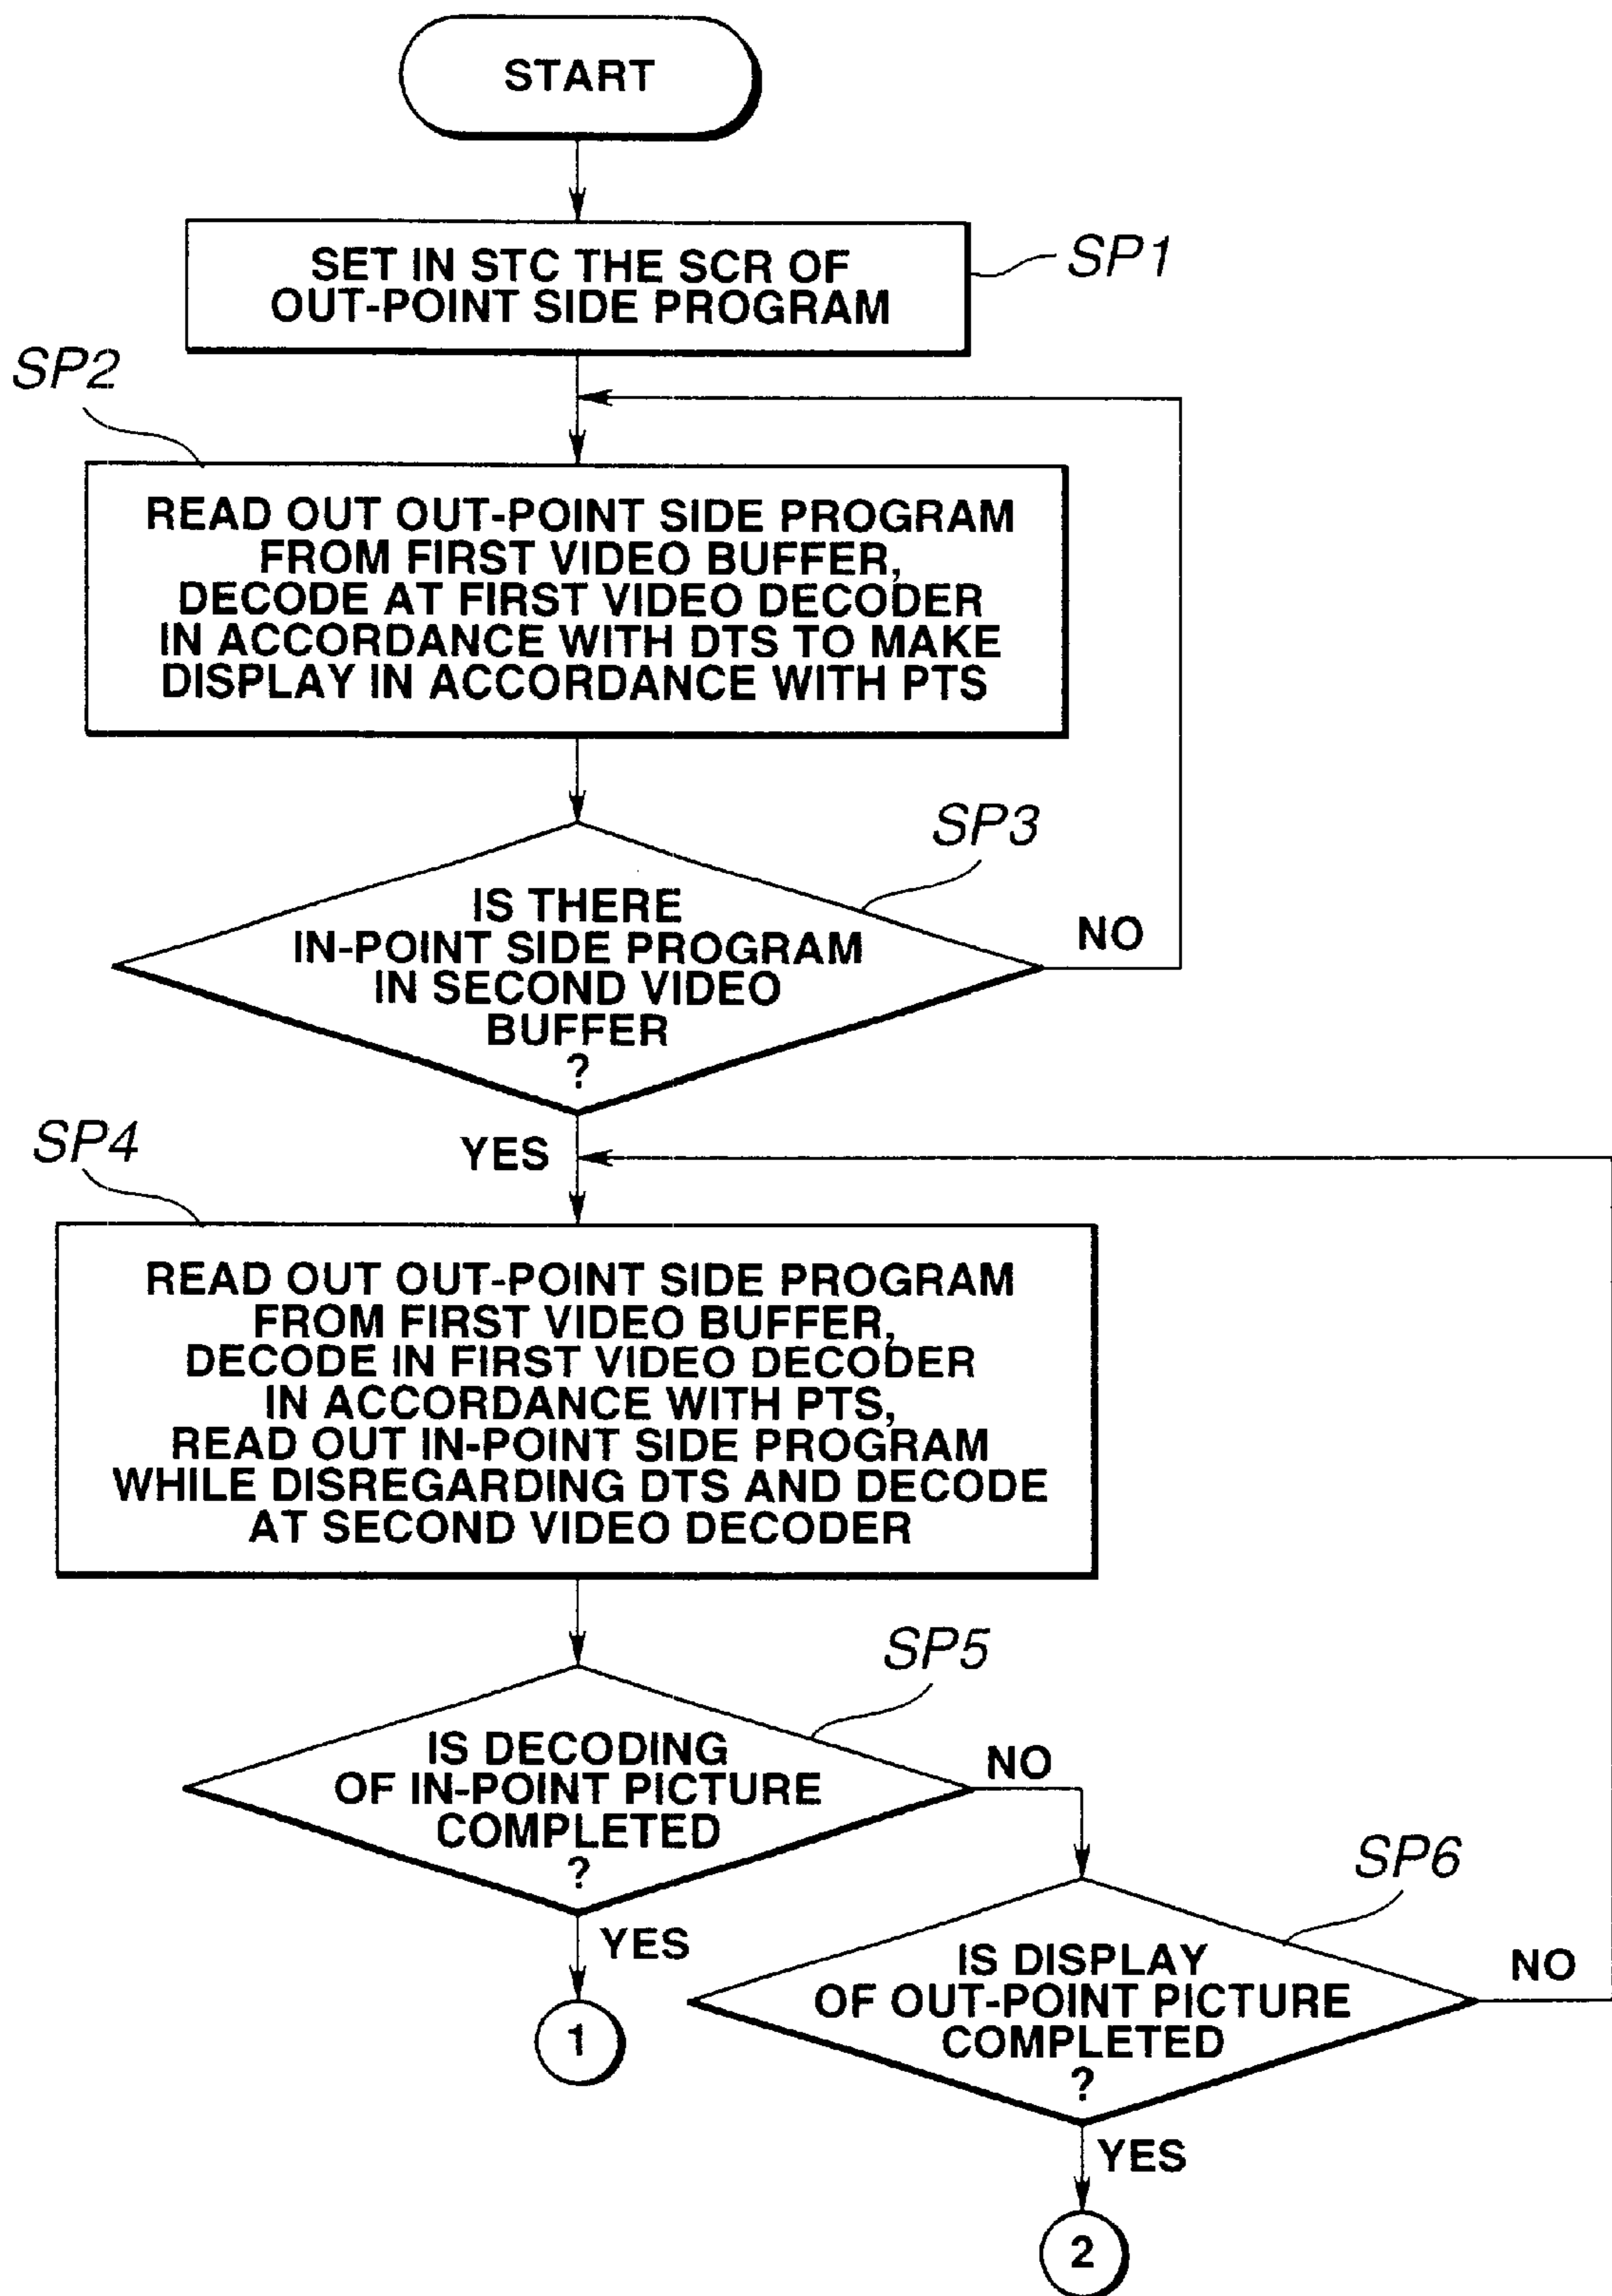 START
SET IN STC THE SCR OF
OUT-POINT SIDE PROGRAM
SP1
SP2
READ OUT OUT-POINT SIDE PROGRAM
FROM FIRST VIDEO BUFFER,
DECODE AT FIRST VIDEO DECODER
IN ACCORDANCE WITH DTS TO MAKE
DISPLAY IN ACCORDANCE WITH PTS
SP3
IS THERE
IN-POINT SIDE PROGRAM
IN SECOND VIDEO
BUFFER
?
NO
YES
SP4
READ OUT OUT-POINT SIDE PROGRAM
FROM FIRST VIDEO BUFFER,
DECODE IN FIRST VIDEO DECODER
IN ACCORDANCE WITH PTS,
READ OUT IN-POINT SIDE PROGRAM
WHILE DISREGARDING DTS AND DECODE
AT SECOND VIDEO DECODER
SP5
IS DECODING
OF IN-POINT PICTURE
COMPLETED
?
NO
YES
1
SP6
IS DISPLAY
OF OUT-POINT PICTURE
COMPLETED
?
NO
YES
2